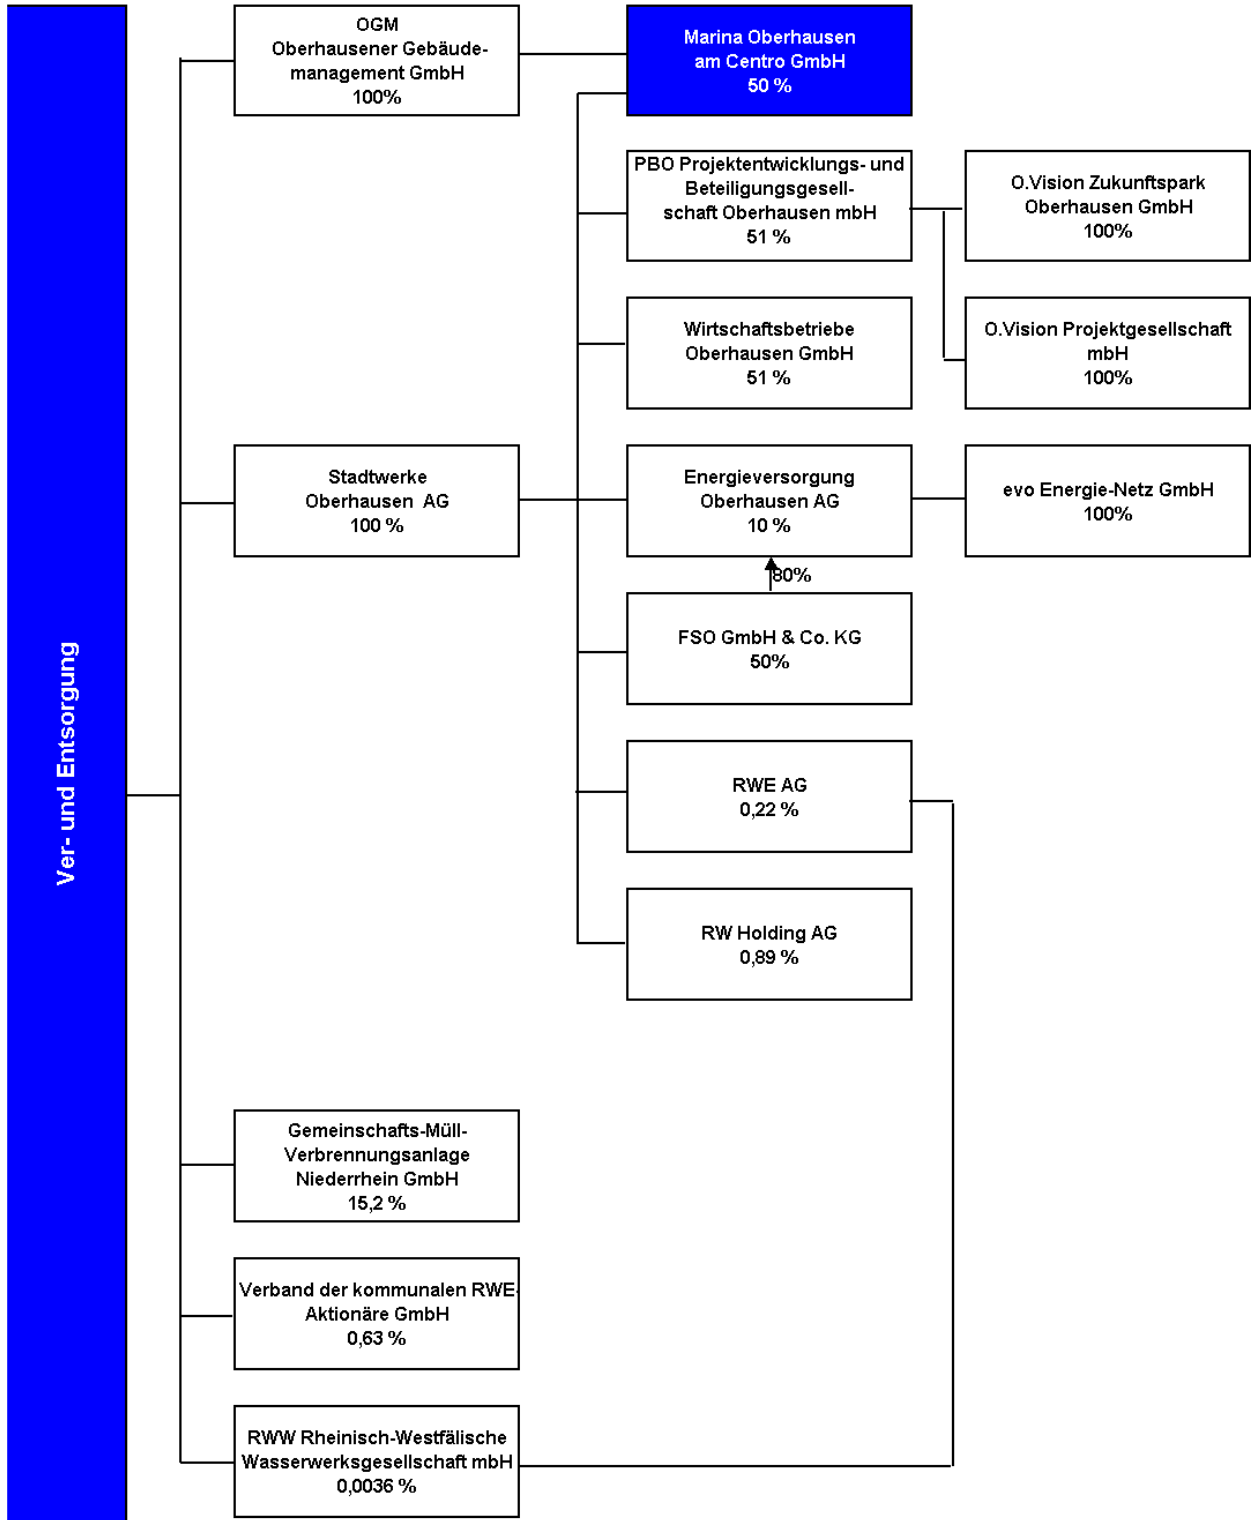 Ver- und Entsorgung
OGM
Oberhausener Gebäude-
management GmbH
100%
Marina Oberhausen
am Centro GmbH
50 %
PBO Projektentwicklungs- und
Beteiligungsgesell-
schaft Oberhausen mbH
51 %
O.Vision Zukunftspark
Oberhausen GmbH
100%
Wirtschaftsbetriebe
Oberhausen GmbH
51 %
O.Vision Projektgesellschaft
mbH
100%
Stadtwerke
Oberhausen AG
100 %
Energieversorgung
Oberhausen AG
10 %
evo Energie-Netz GmbH
100%
80%
FSO GmbH & Co. KG
50%
RWE AG
0,22 %
RW Holding AG
0,89 %
Gemeinschafts-Müll-
Verbrennungsanlage
Niederrhein GmbH
15,2 %
Verband der kommunalen RWE-
Aktionäre GmbH
0,63 %
RWW Rheinisch-Westfälische
Wasserwerksgesellschaft mbH
0,0036 %